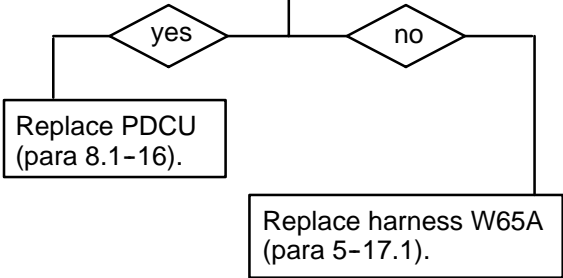 yes
no
Replace PDCU
(para 8.1-16).
Replace harness W65A
(para 5-17.1).